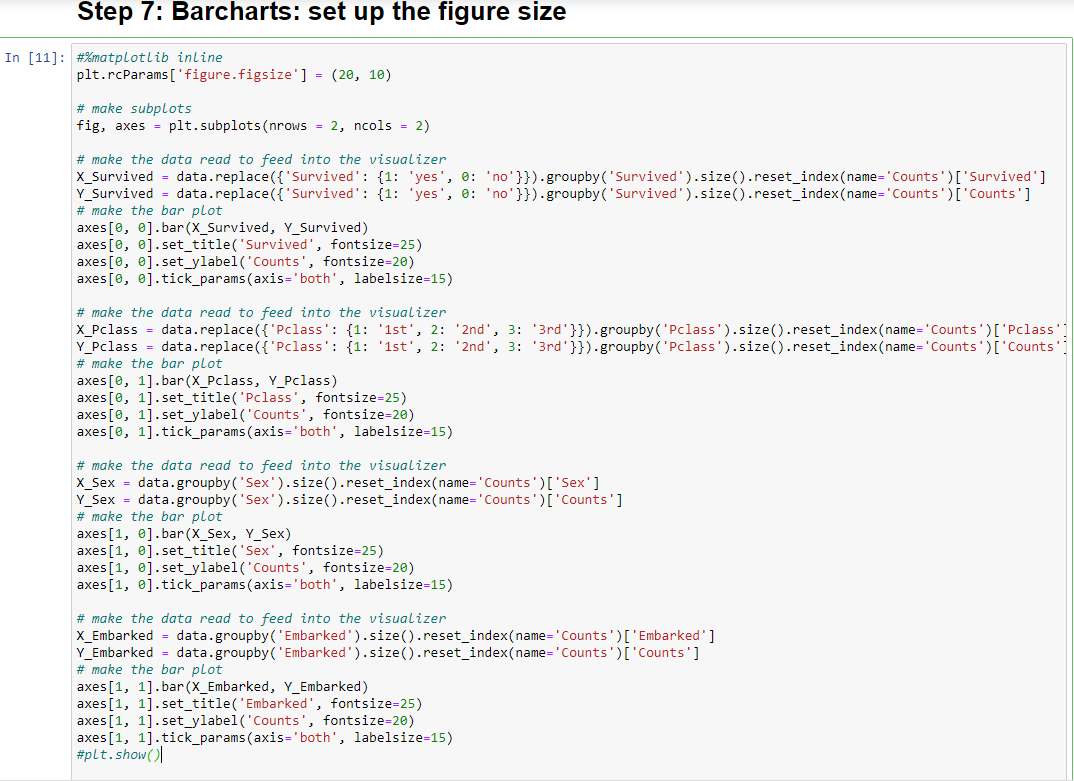 Step 7: Barcharts: set up the figure size
In [11]:
#%matplotlib inline
plt.rcParams['figure.figsize'] = (20, 10)
# make subplots
fig, axes = plt.subplots(nrows = 2, ncols = 2)
# make the data read to feed into the visualizer
X_Survived = data.replace({'Survived': {1: 'yes', 0: 'no'}}).groupby('Survived').size().reset_index(name='Counts')['Survived']
Y_Survived = data.replace({'Survived': {1: 'yes', 0: 'no'}}).groupby('Survived').size().reset_index(name='Counts')['Counts']
# make the bar plot
axes[0, 0].bar(X_Survived, Y_Survived)
axes[0, 0].set_title('Survived', fontsize=25)
axes[0, 0].set_ylabel('Counts', fontsize=20)
axes[0, 0].tick_params(axis='both', labelsize=15)
# make the data read to feed into the visualizer
X_Pclass = data.replace({'Pclass': {1: '1st', 2: '2nd', 3: '3rd'}}).groupby('Pclass').size().reset_index(name='Counts')['Pclass']
Y_Pclass = data.replace({'Pclass': {1: '1st', 2: '2nd', 3: '3rd'}}).groupby('Pclass').size().reset_index(name='Counts')['Counts']
# make the bar plot
axes[0, 1].bar(X_Pclass, Y_Pclass)
axes[0, 1].set_title('Pclass', fontsize=25)
axes[0, 1].set_ylabel('Counts', fontsize=20)
axes[0, 1].tick_params(axis='both', labelsize=15)
# make the data read to feed into the visualizer
X_Sex = data.groupby('Sex').size().reset_index(name='Counts')['Sex']
Y_Sex = data.groupby('Sex').size().reset_index(name='Counts')['Counts']
# make the bar plot
axes[1, 0].bar(X_Sex, Y_Sex)
axes[1, 0].set_title('Sex', fontsize=25)
axes[1, 0].set_ylabel('Counts', fontsize=20)
axes[1, 0].tick_params(axis='both', labelsize=15)
# make the data read to feed into the visualizer
X_Embarked = data.groupby('Embarked').size().reset_index(name='Counts')['Embarked']
Y_Embarked = data.groupby('Embarked').size().reset_index(name='Counts')['Counts']
# make the bar plot
axes[1, 1].bar(X_Embarked, Y_Embarked)
axes[1, 1].set_title('Embarked', fontsize=25)
axes[1, 1].set_ylabel('Counts', fontsize=20)
axes[1, 1].tick_params(axis='both', labelsize=15)
#plt.show()